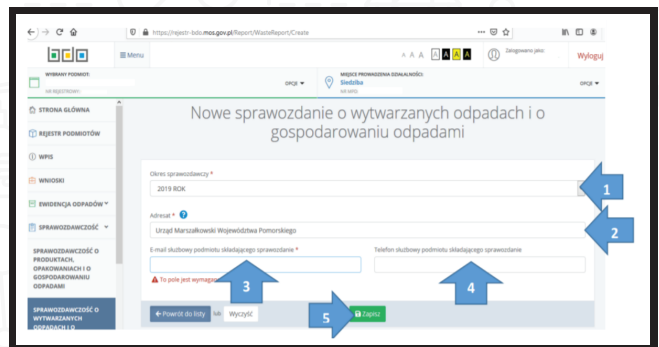 https://rejestr-bdo.mos.gov.pl/Report/WasteReport/Create
Menu
A A A A A A A
Zalogowano jako:
Wyloguj
WYBRANY PODMIOT:
NR REJESTROWY:
OPCJE
MIEJSCE PROWADZENIA DZIAŁALNOŚCI:
Siedziba
NR MPD:
OPCJE
STRONA GŁÓWNA
REJESTR PODMIOTÓW
WPIS
WNIOSKI
EWIDENCJA ODPADÓW
SPRAWOZDAWCZOŚĆ
SPRAWOZDAWCZOŚĆ O
PRODUKTACH,
OPAKOWANIACH I O
GOSPODAROWANIU
ODPADAMI
SPRAWOZDAWCZOŚĆ O
WYTWARZANYCH
ODPADACH I O
Nowe sprawozdanie o wytwarzanych odpadach i o
gospodarowaniu odpadami
Okres sprawozdawczy *
2019 ROK
1
Adresat * ?
Urząd Marszałkowski Województwa Pomorskiego
2
E-mail służbowy podmiotu składającego sprawozdanie *
Telefon służbowy podmiotu składającego sprawozdanie
To pole jest
3
4
Powrót do listy lub Wyczyść
5
Zapisz